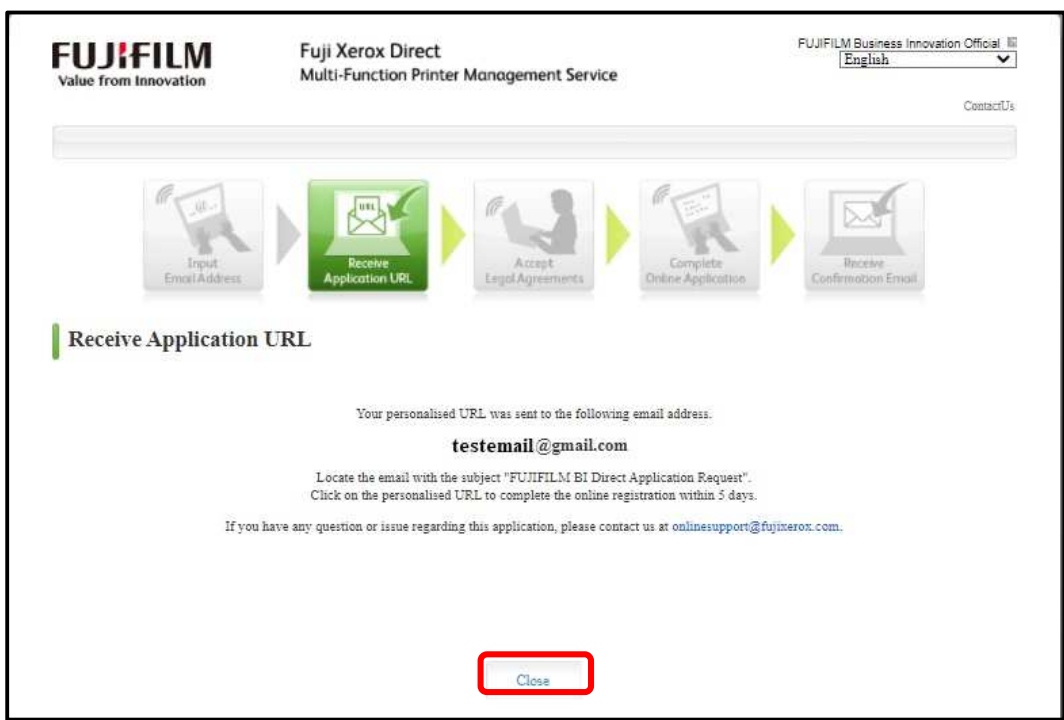 FUJIFILM
Value from Innovation
Fuji Xerox Direct
Multi-Function Printer Management Service
FUJIFILM Business Innovation Official
English
ContactUs
Input
Email Address
URL
Receive
Application URL
Accept
Legal Agreements
Complete
Online Application
Receive
Confirmation Email
Receive Application URL
Your personalised URL was sent to the following email address.
testemail@gmail.com
Locate the email with the subject "FUJIFILM BI Direct Application Request".
Click on the personalised URL to complete the online registration within 5 days.
If you have any question or issue regarding this application, please contact us at onlinesupport@fujixerox.com.
Close